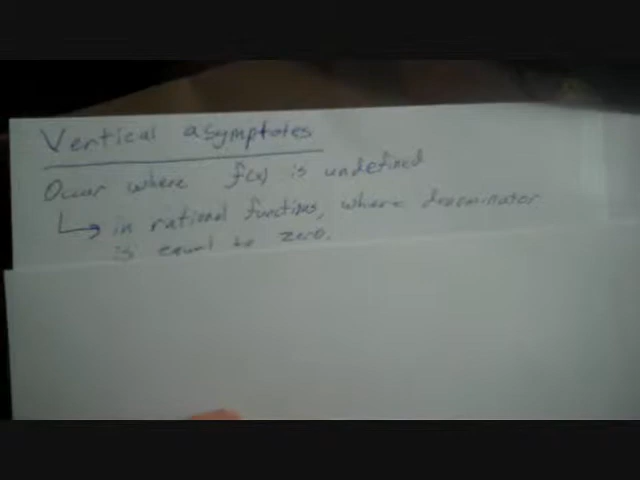 Vertical asymptotes
Occur where f(x) is undefined
in rational functions, where denominator
is equal to zero.